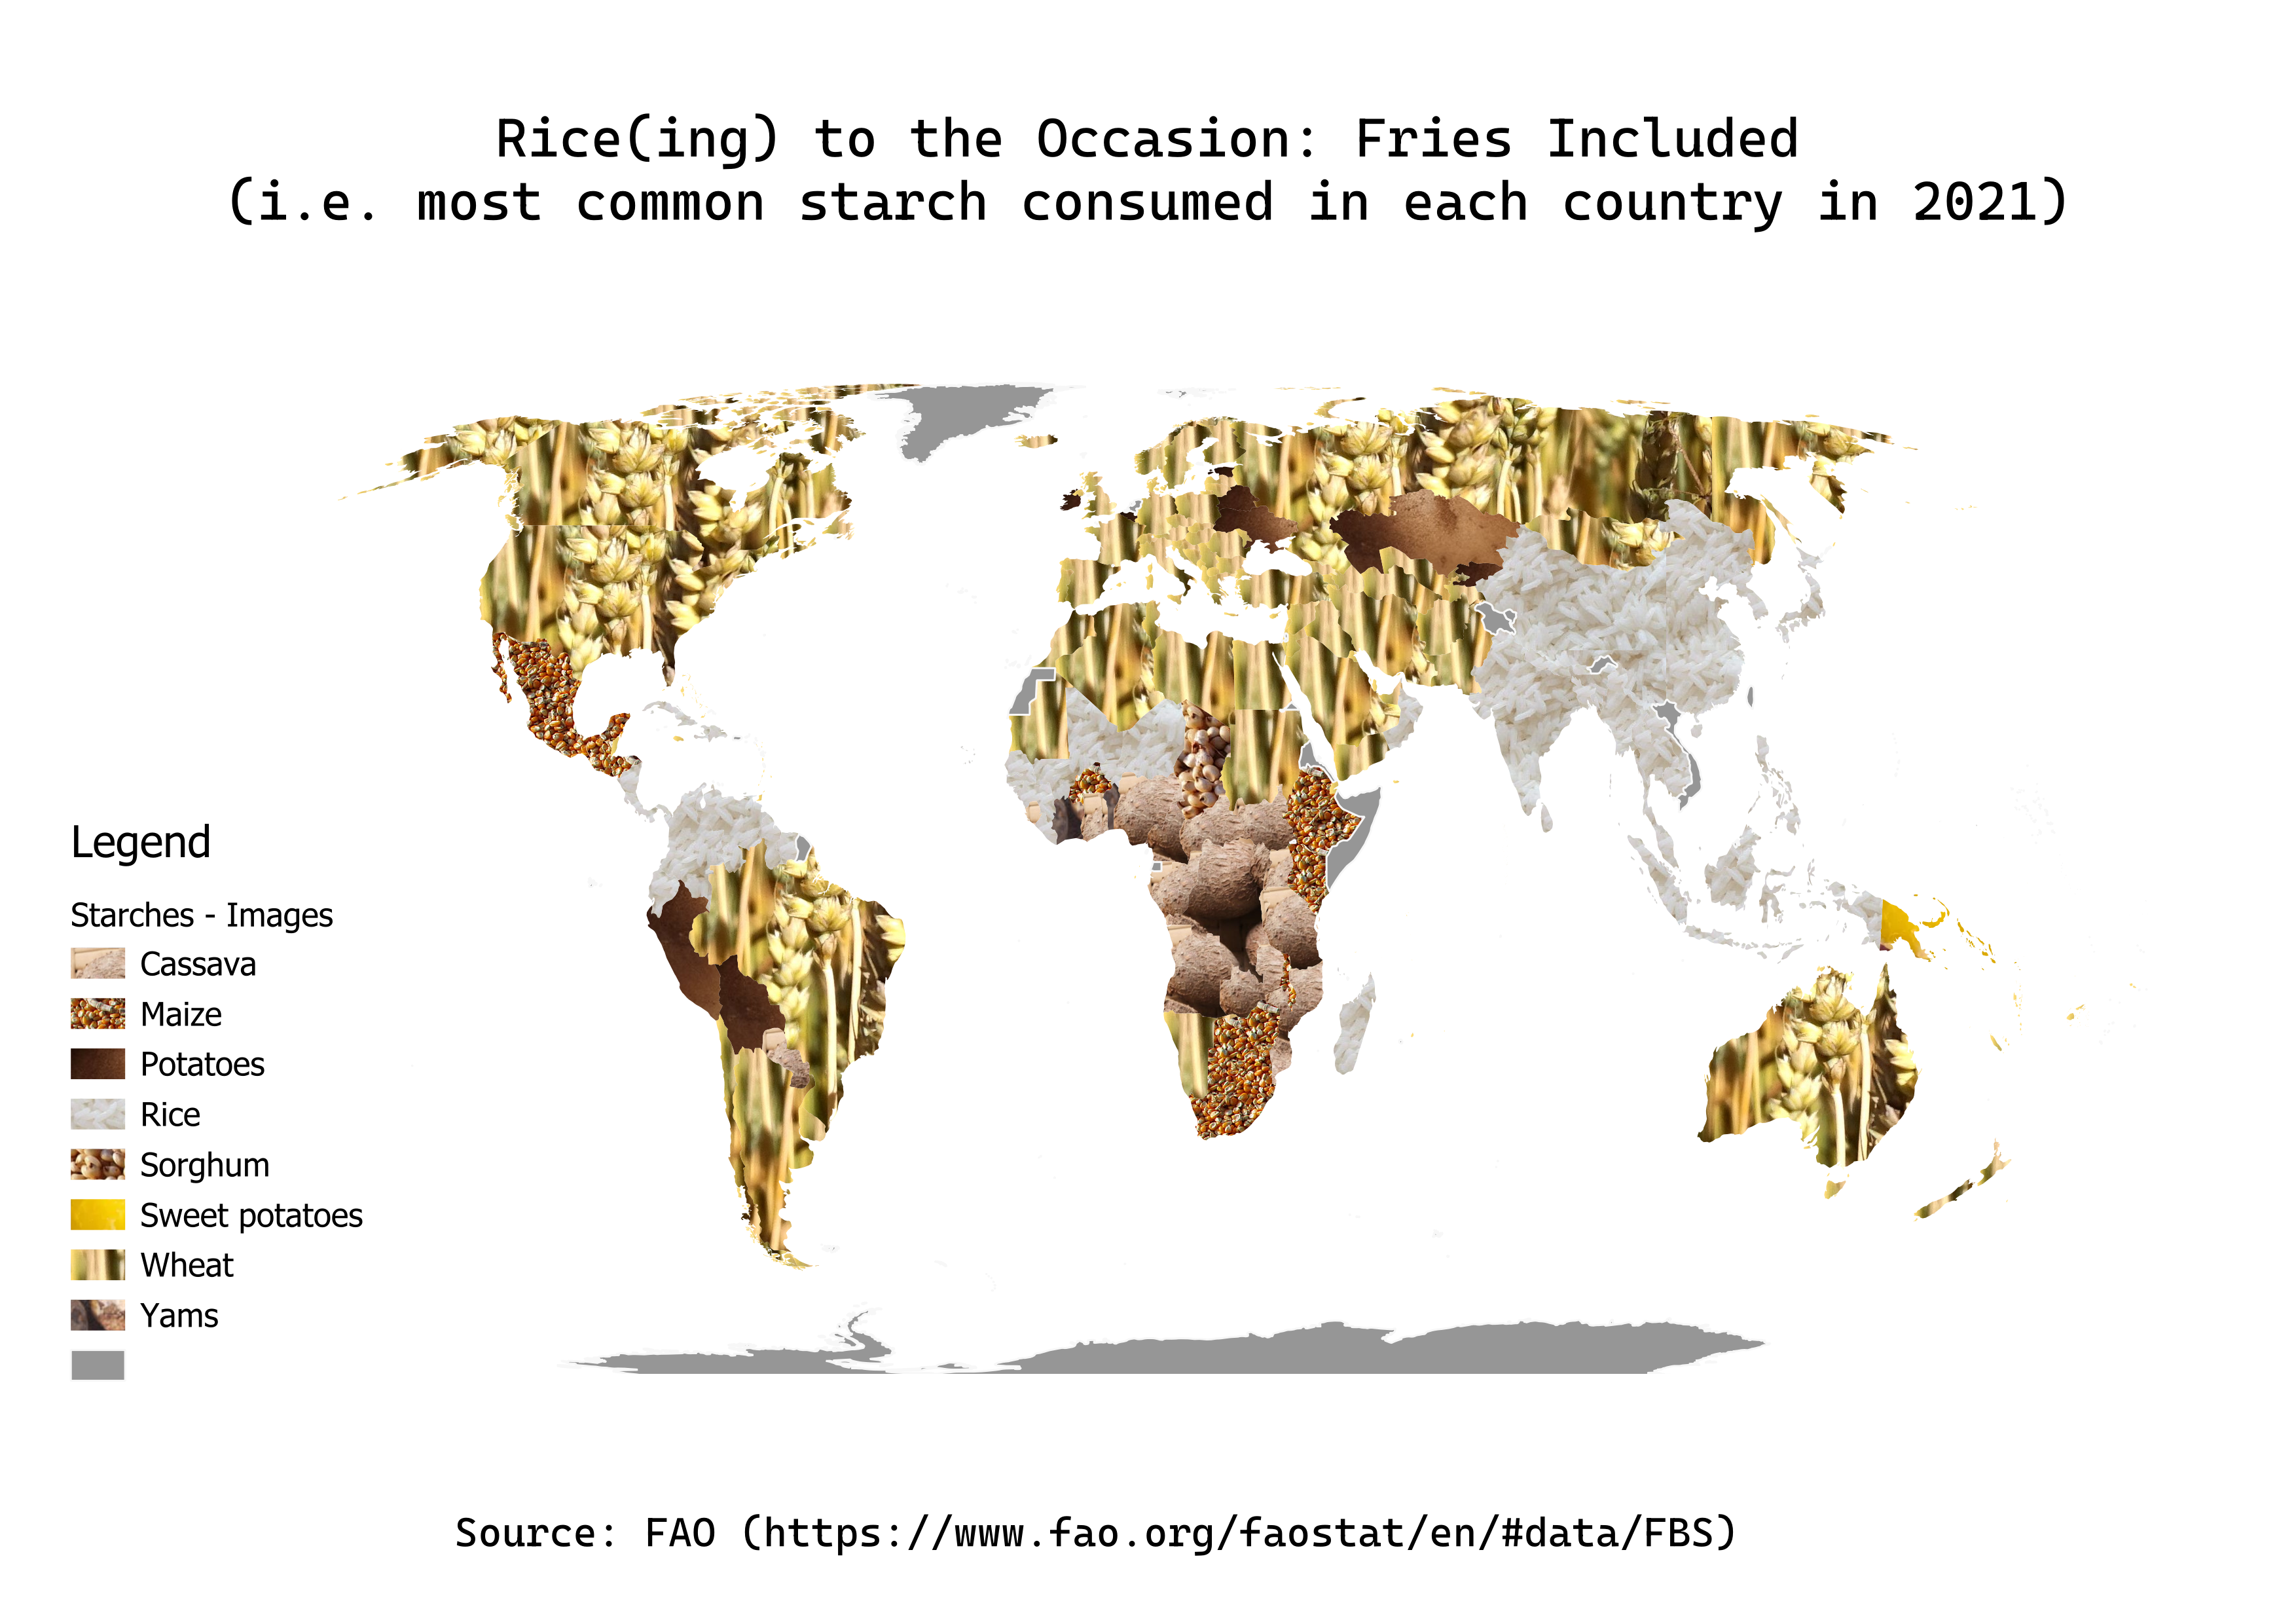 Rice(ing) to the Occasion: Fries Included
(i.e. most common starch consumed in each country in 2021)
Legend
Starches - Images
Cassava
Maize
Potatoes
Rice
Sorghum
Sweet potatoes
Wheat
Yams
Source: FAO (https://www.fao.org/faostat/en/#data/FBS)